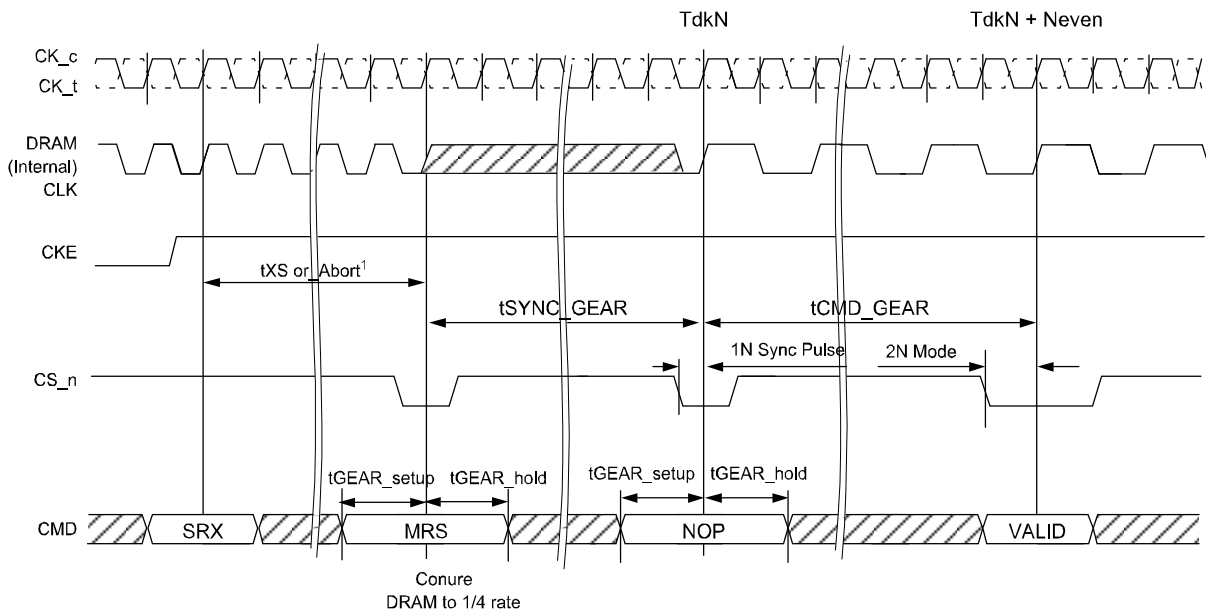 TdkN TdkN + Neven
CK_c
CK_t
DRAM
(Internal)
CLK
CKE
tXS or_Abort¹
tSYNC_GEAR tCMD_GEAR
1N Sync Pulse 2N Mode
CS_n
tGEAR_setup tGEAR_hold tGEAR_setup tGEAR_hold
CMD SRX MRS NOP VALID
Conure
DRAM to 1/4 rate